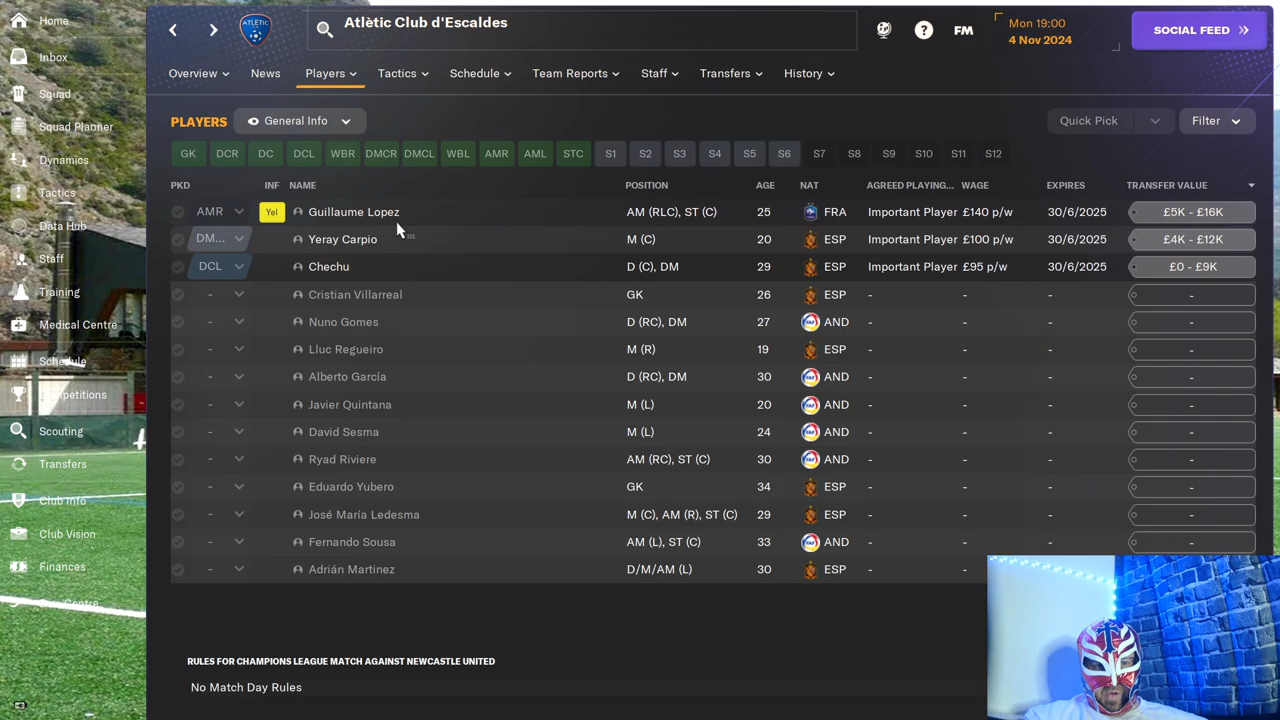 Home
Inbox
Squad
Squad Planner
Dynamics
Tactics
Data Hub
Staff
Training
Medical Centre
Schedule
Competitions
Scouting
Transfers
Club Info
Club Vision
Finances
ATLÈTIC
Atlètic Club d'Escaldes
?
FM
Mon 19:00
4 Nov 2024
SOCIAL FEED
Overview News Players Tactics Schedule Team Reports Staff Transfers History
PLAYERS General Info Quick Pick Filter
GK DCR DC DCL WBR DMCR DMCL WBL AMR AML STC S1 S2 S3 S4 S5 S6 S7 S8 S9 S10 S11 S12
PKD INF NAME POSITION AGE NAT AGREED PLAYING... WAGE EXPIRES TRANSFER VALUE
AMR Yel Guillaume Lopez AM (RLC), ST (C) 25 FRA Important Player £140 p/w 30/6/2025 £5K - £16K
DM... Yeray Carpio M (C) 20 ESP Important Player £100 p/w 30/6/2025 £4K - £12K
DCL Chechu D (C), DM 29 ESP Important Player £95 p/w 30/6/2025 £0 - £9K
- Cristian Villarreal GK 26 ESP - - - -
- Nuno Gomes D (RC), DM 27 AND - - - -
- Lluc Regueiro M (R) 19 ESP - - - -
- Alberto García D (RC), DM 30 AND - - - -
- Javier Quintana M (L) 20 AND - - - -
- David Sesma M (L) 24 AND - - - -
- Ryad Riviere AM (RC), ST (C) 30 AND - - - -
- Eduardo Yubero GK 34 ESP - - - -
- José María Ledesma M (C), AM (R), ST (C) 29 ESP - - - -
- Fernando Sousa AM (L), ST (C) 33 AND - - - -
- Adrián Martínez D/M/AM (L) 30 ESP - -
RULES FOR CHAMPIONS LEAGUE MATCH AGAINST NEWCASTLE UNITED
No Match Day Rules